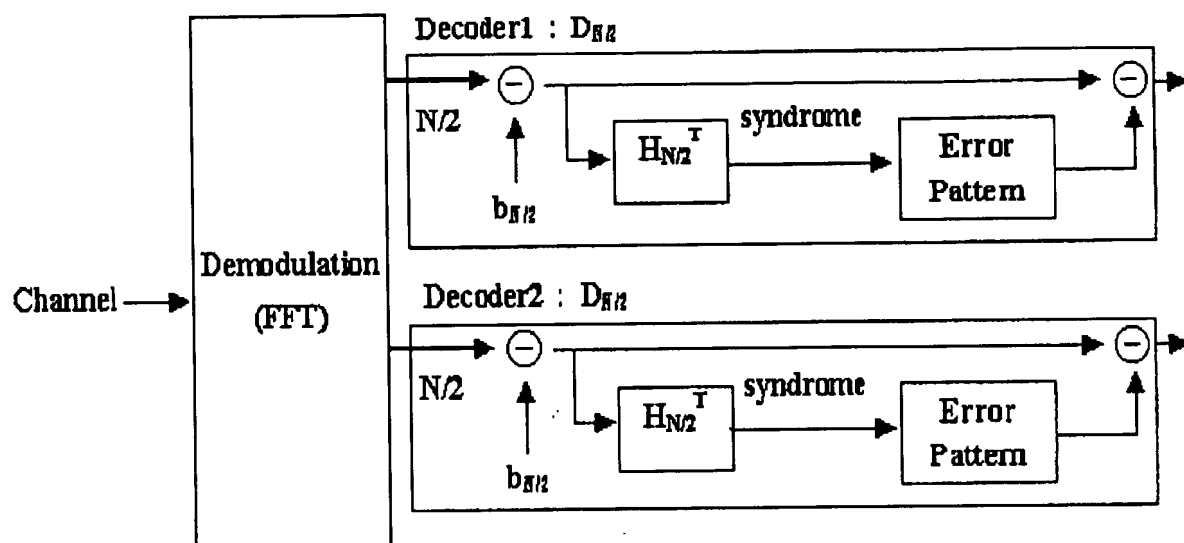 Decoder1 : D_{N/2}
N/2
b_{N/2}
H_{N/2}^T
syndrome
Error
Pattern
Channel
Demodulation
(FFT)
Decoder2 : D_{N/2}
N/2
b_{N/2}
H_{N/2}^T
syndrome
Error
Pattern